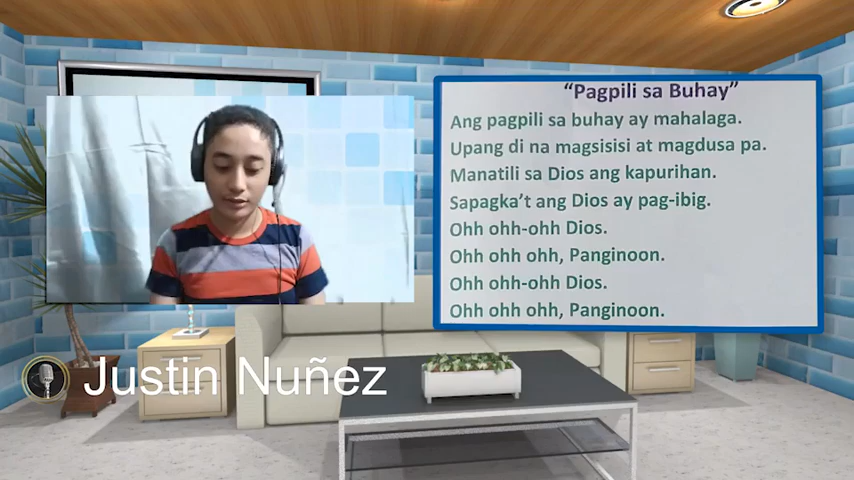 “Pagpili sa Buhay”
Ang pagpili sa buhay ay mahalaga.
Upang di na magsisisi at magdusa pa.
Manatili sa Dios ang kapurihan.
Sapagka’t ang Dios ay pag-ibig.
Ohh ohh-ohh Dios.
Ohh ohh ohh, Panginoon.
Ohh ohh-ohh Dios.
Ohh ohh ohh, Panginoon.
Justin Nuñez